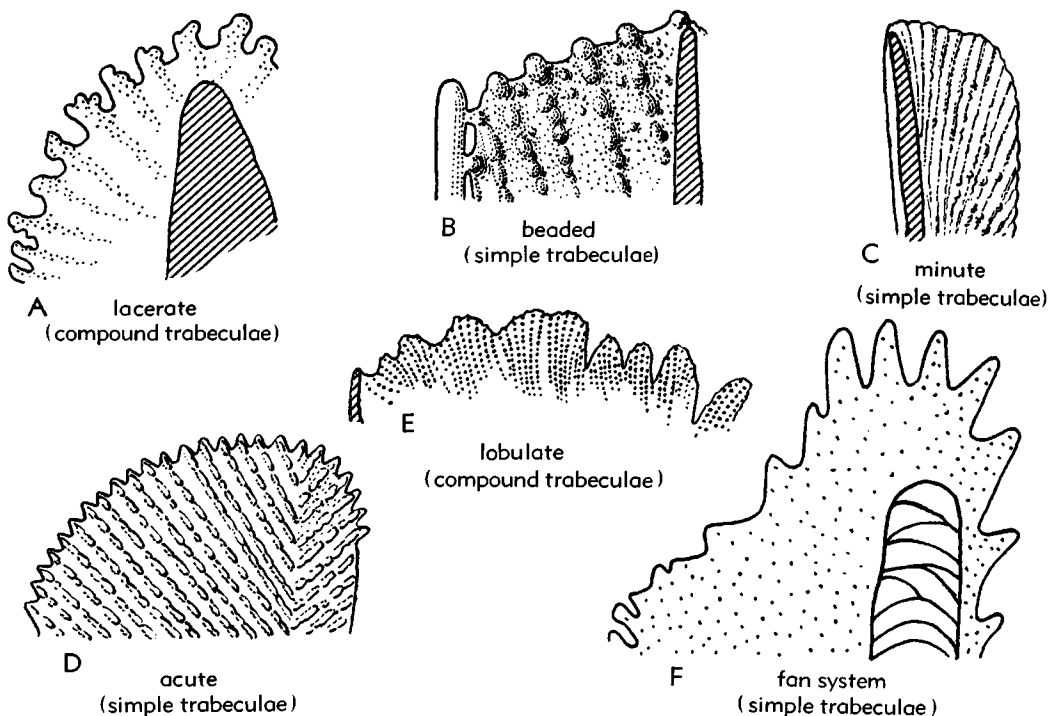 A
lacerate
(compound trabeculae)
B
beaded
(simple trabeculae)
C
minute
(simple trabeculae)
E
lobulate
(compound trabeculae)
D
acute
(simple trabeculae)
F
fan system
(simple trabeculae)